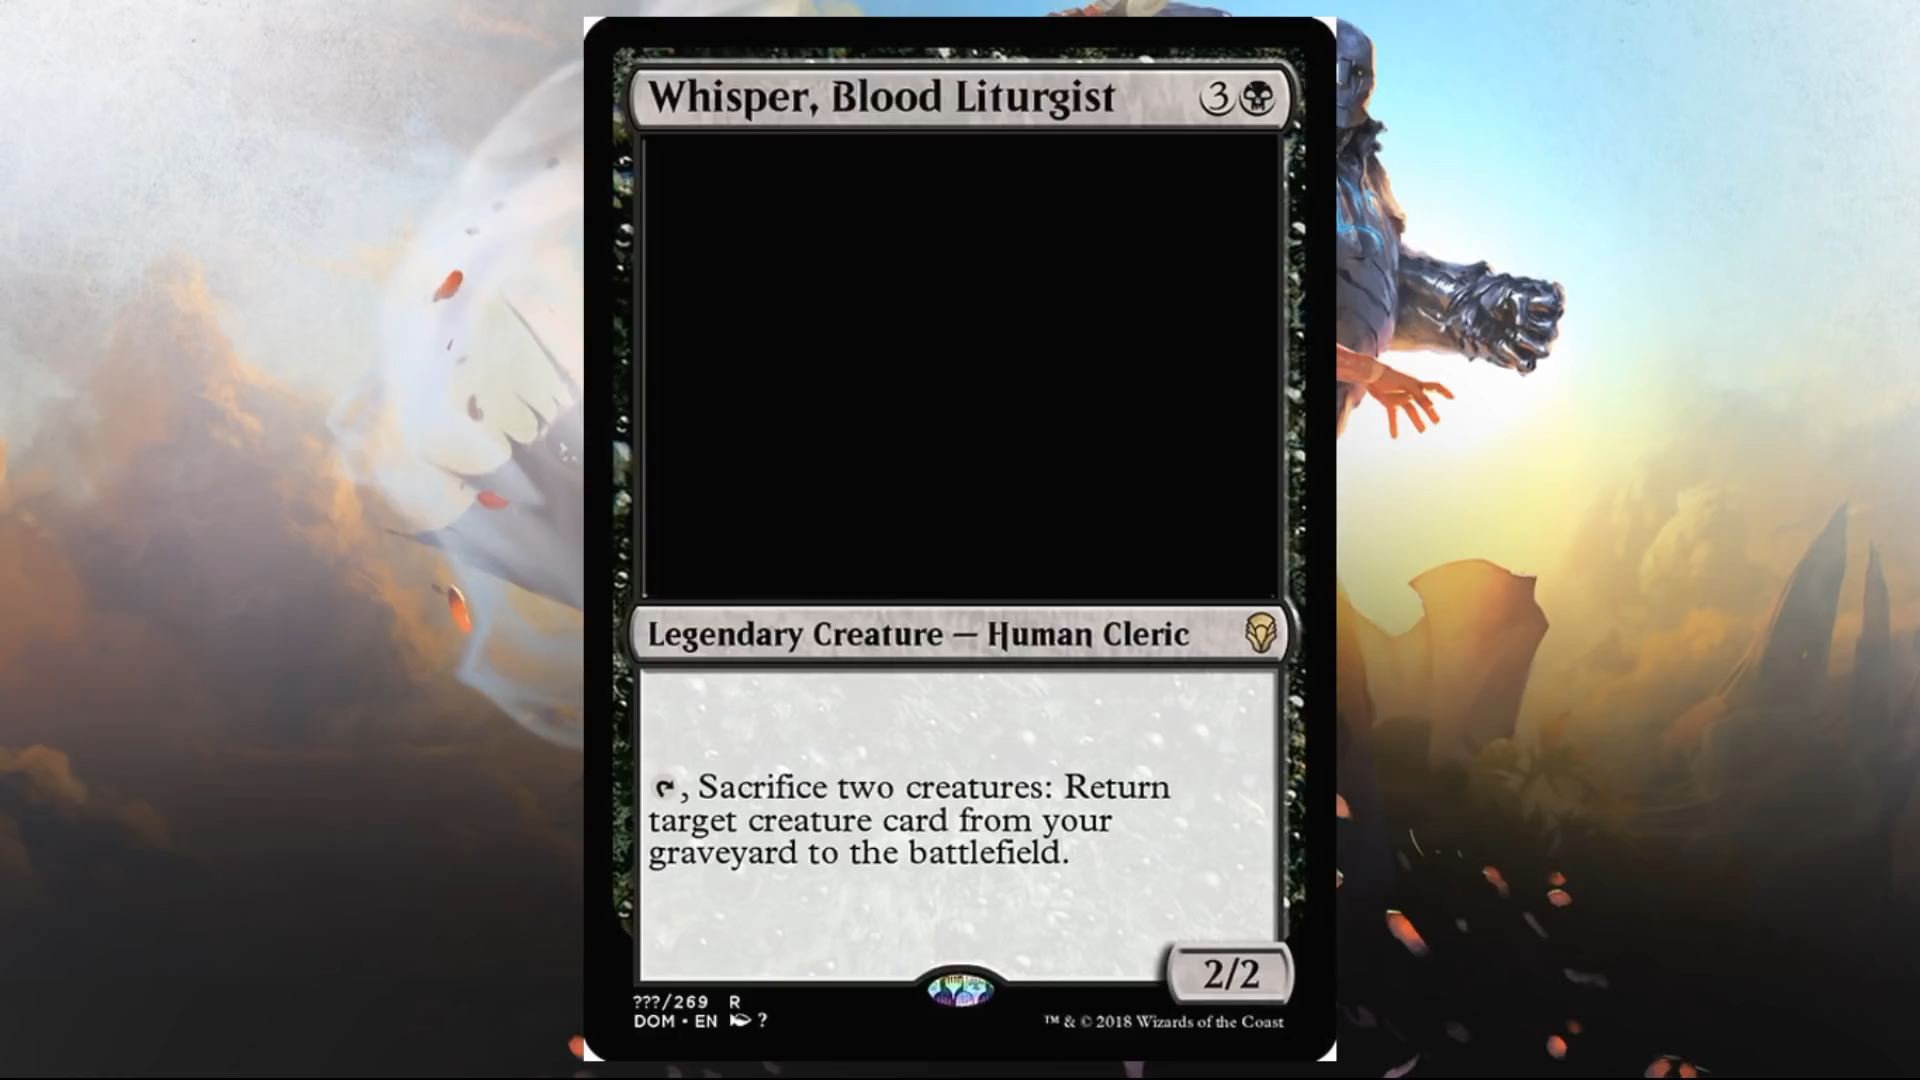 Whisper, Blood Liturgist 3
Legendary Creature — Human Cleric
, Sacrifice two creatures: Return
target creature card from your
graveyard to the battlefield.
2/2
???/269 R
DOM • EN ?
™ & © 2018 Wizards of the Coast